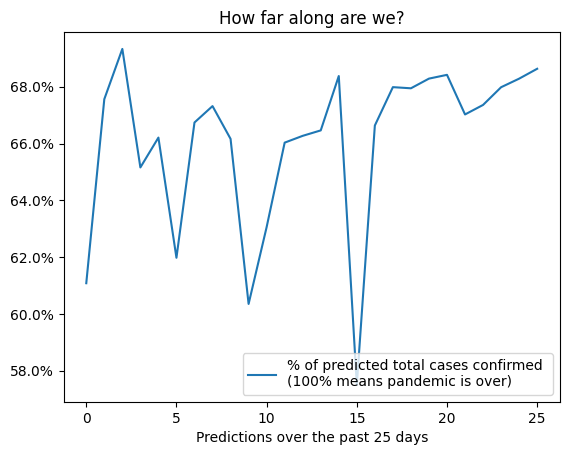 How far along are we?
68.0%
66.0%
64.0%
62.0%
60.0%
58.0%
% of predicted total cases confirmed
(100% means pandemic is over)
0 5 10 15 20 25
Predictions over the past 25 days